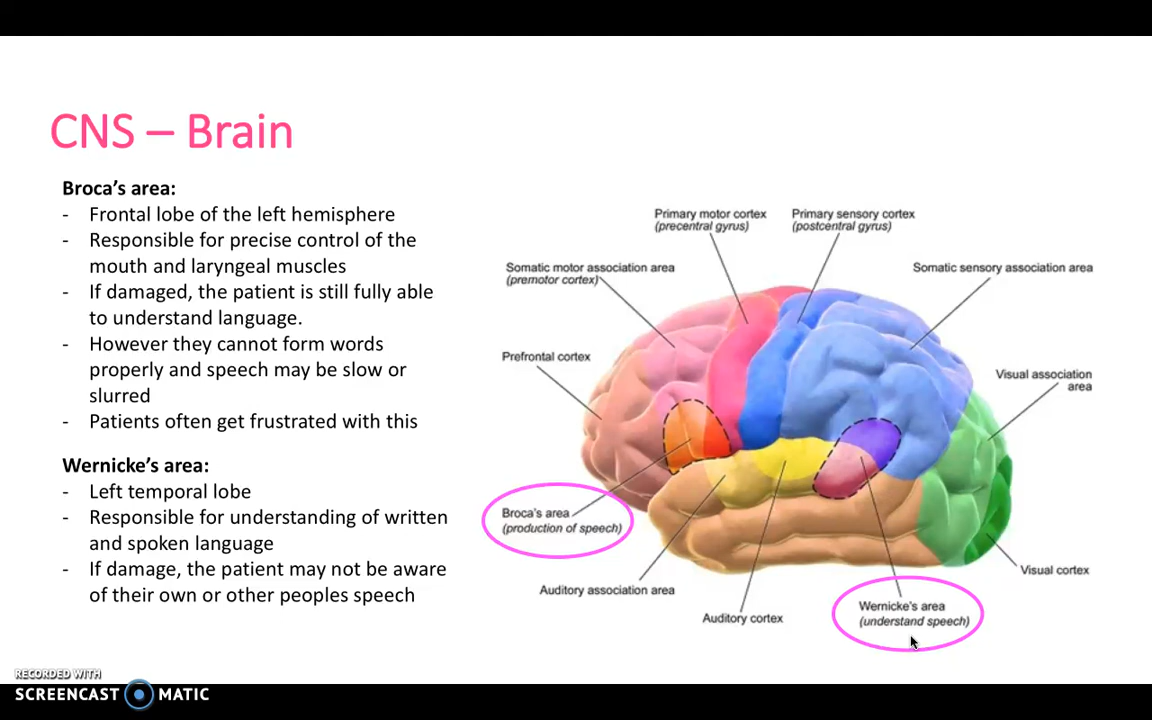 CNS – Brain
Broca's area:
- Frontal lobe of the left hemisphere
- Responsible for precise control of the
mouth and laryngeal muscles
- If damaged, the patient is still fully able
to understand language.
- However they cannot form words
properly and speech may be slow or
slurred
- Patients often get frustrated with this
Wernicke's area:
- Left temporal lobe
- Responsible for understanding of written
and spoken language
- If damage, the patient may not be aware
of their own or other peoples speech
Primary motor cortex
(precentral gyrus)
Primary sensory cortex
(postcentral gyrus)
Somatic motor association area
(premotor cortex)
Somatic sensory association area
Prefrontal cortex
Visual association
area
Broca's area
(production of speech)
Auditory association area
Auditory cortex
Wernicke's area
(understand speech)
Visual cortex
RECORDED WITH
SCREENCAST MATIC